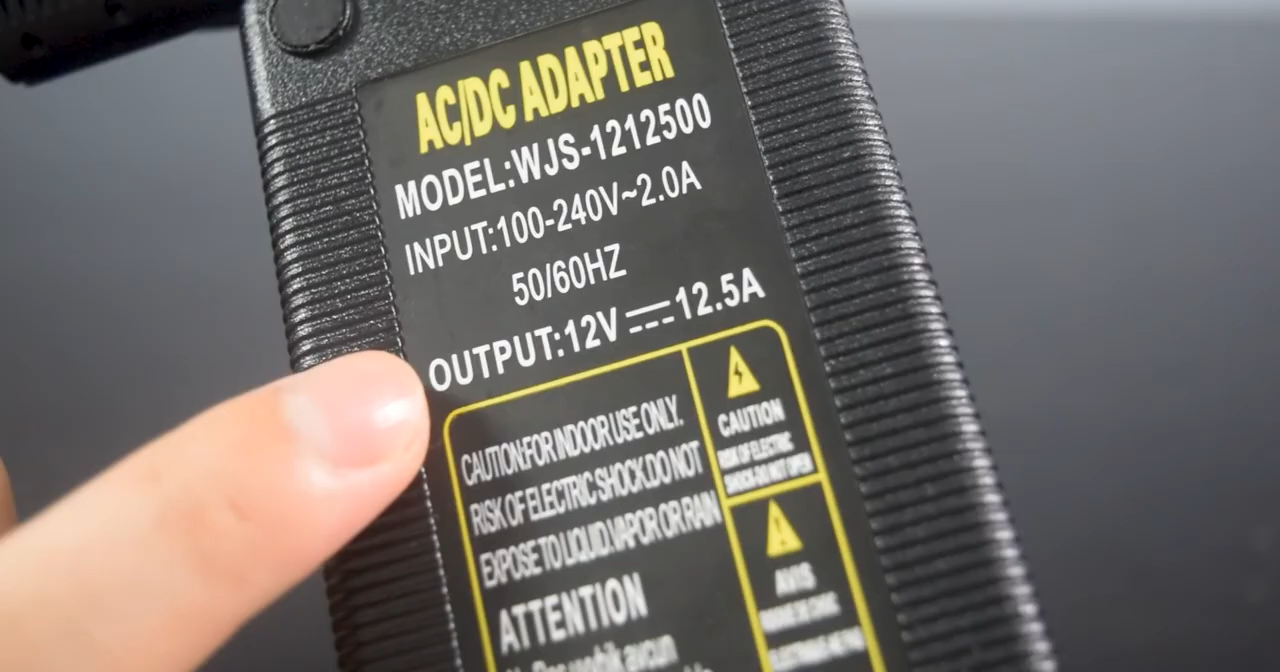 AC/DC ADAPTER
MODEL:WJS-1212500
INPUT:100-240V~2.0A
50/60HZ
OUTPUT:12V⎓12.5A
CAUTION:FOR INDOOR USE ONLY.
RISK OF ELECTRIC SHOCK.DO NOT
EXPOSE TO LIQUID.VAPOR OR RAIN
ATTENTION
aucun
CAUTION
RISK OF ELECTRIC
SHOCK-DO NOT OPEN
AVIS